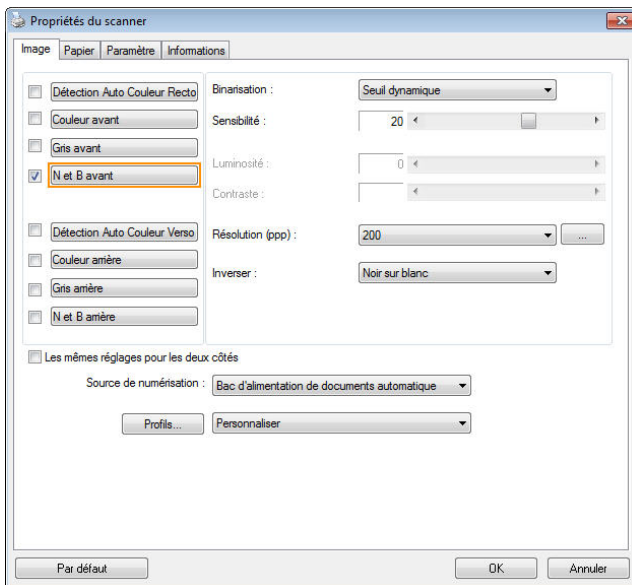 Propriétés du scanner
Image Papier Paramètre Informations
Détection Auto Couleur Recto
Couleur avant
Gris avant
N et B avant
Détection Auto Couleur Verso
Couleur arrière
Gris arrière
N et B arrière
Binarisation : Seuil dynamique
Sensibilité : 20
Luminosité : 0
Contraste :
Résolution (ppp) : 200 ...
Inverser : Noir sur blanc
Les mêmes réglages pour les deux côtés
Source de numérisation : Bac d'alimentation de documents automatique
Profils... Personnaliser
Par défaut OK Annuler